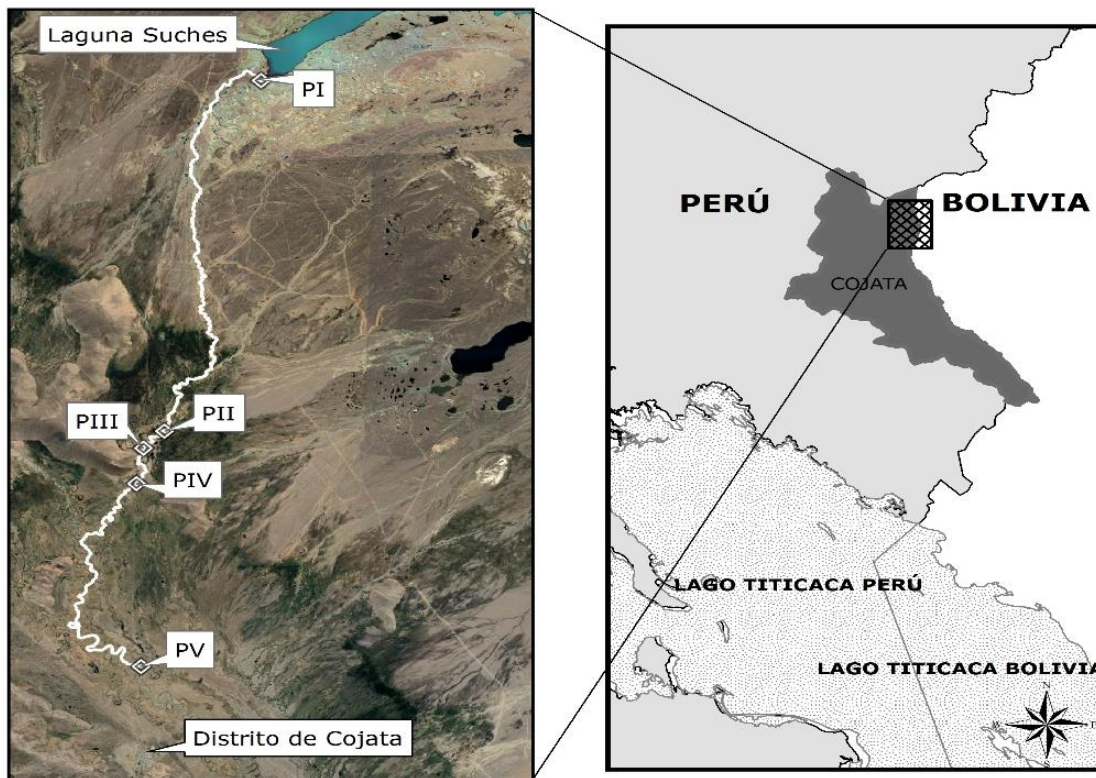 Laguna Suches
PI
PII
PIII
PIV
PV
Distrito de Cojata
PERÚ
BOLIVIA
COJATA
LAGO TITICACA PERÚ
LAGO TITICACA BOLIVIA
N